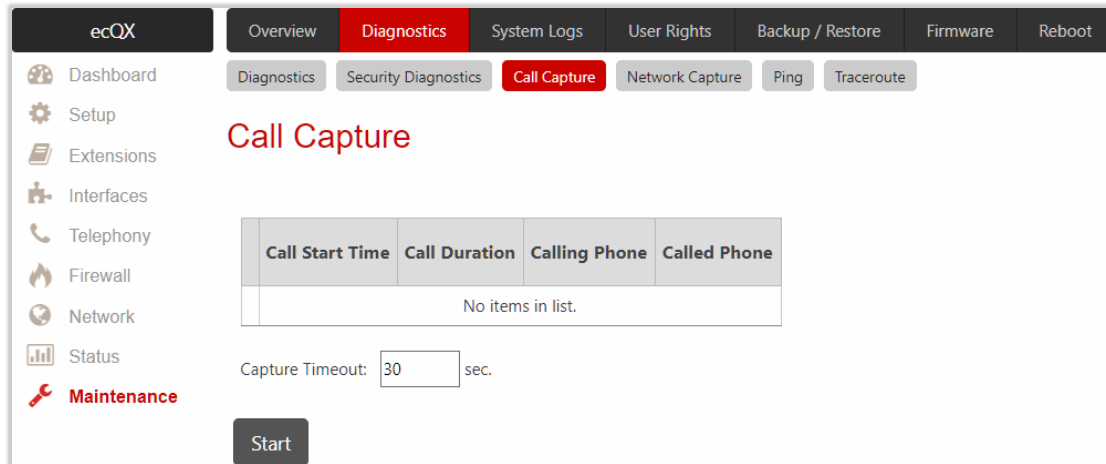 ecQX
Overview Diagnostics System Logs User Rights Backup / Restore Firmware Reboot
Dashboard
Setup
Extensions
Interfaces
Telephony
Firewall
Network
Status
Maintenance
Diagnostics Security Diagnostics Call Capture Network Capture Ping Traceroute
Call Capture
Call Start Time Call Duration Calling Phone Called Phone
No items in list.
Capture Timeout: 30 sec.
Start